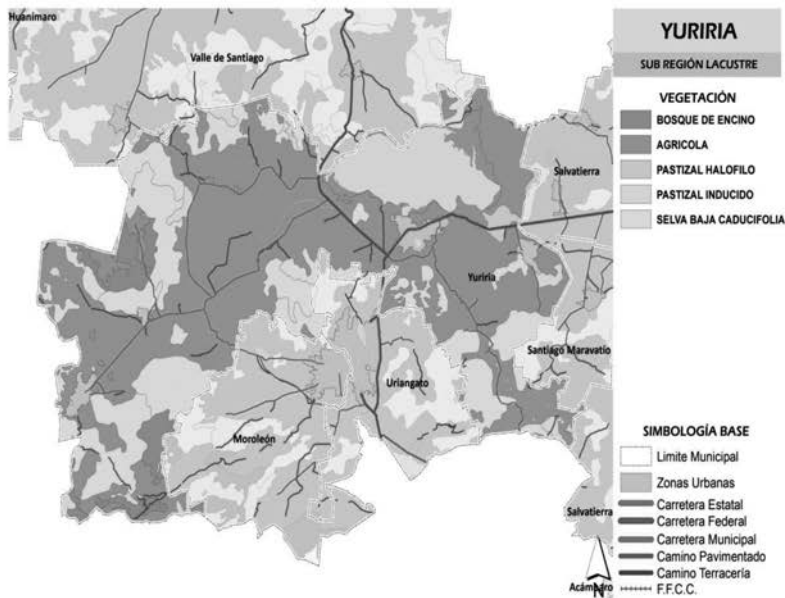 Huanimaro
Valle de Santiago
Salvatierra
Yuriria
Santiago Maravatío
Uriangato
Moroleón
Salvatierra
Acámbaro
N
YURIRIA
SUB REGIÓN LACUSTRE
VEGETACIÓN
BOSQUE DE ENCINO
AGRICOLA
PASTIZAL HALOFILO
PASTIZAL INDUCIDO
SELVA BAJA CADUCIFOLIA
SIMBOLOGÍA BASE
Limite Municipal
Zonas Urbanas
Carretera Estatal
Carretera Federal
Carretera Municipal
Camino Pavimentado
Camino Terracería
F.F.C.C.